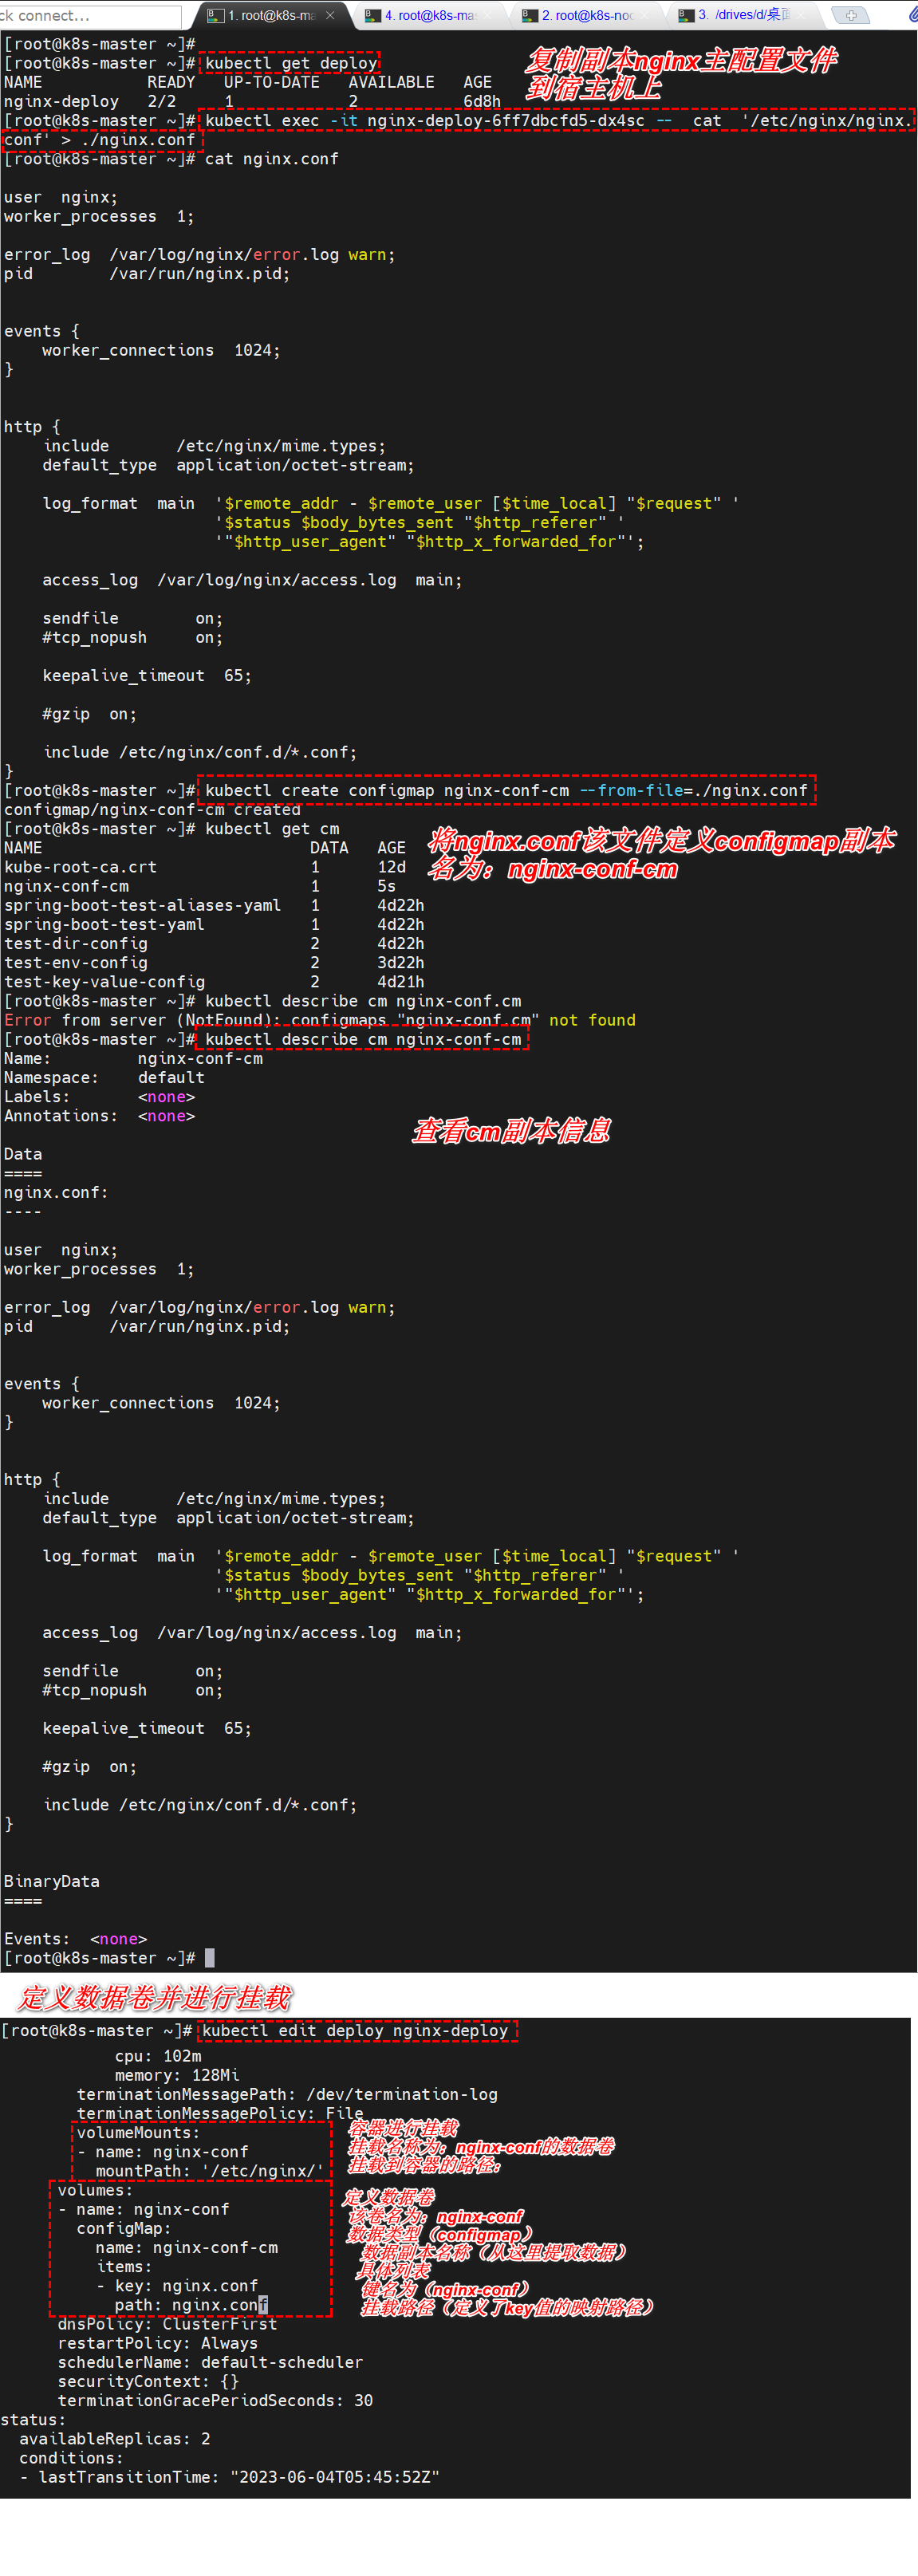 ck connect...
1. root@k8s-ma
4. root@k8s-ma
2. root@k8s-no
3. /drives/d/桌面
[root@k8s-master ~]#
[root@k8s-master ~]# kubectl get deploy
NAME           READY   UP-TO-DATE   AVAILABLE   AGE
nginx-deploy   2/2     1            2           6d8h
复制副本nginx主配置文件
到宿主机上
[root@k8s-master ~]# kubectl exec -it nginx-deploy-6ff7dbcfd5-dx4sc --  cat  '/etc/nginx/nginx.
conf' > ./nginx.conf
[root@k8s-master ~]# cat nginx.conf
user  nginx;
worker_processes  1;
error_log  /var/log/nginx/error.log warn;
pid        /var/run/nginx.pid;
events {
    worker_connections  1024;
}
http {
    include       /etc/nginx/mime.types;
    default_type  application/octet-stream;
    log_format  main  '$remote_addr - $remote_user [$time_local] "$request" '
                      '$status $body_bytes_sent "$http_referer" '
                      '"$http_user_agent" "$http_x_forwarded_for"';
    access_log  /var/log/nginx/access.log  main;
    sendfile        on;
    #tcp_nopush     on;
    keepalive_timeout  65;
    #gzip  on;
    include /etc/nginx/conf.d/*.conf;
}
[root@k8s-master ~]# kubectl create configmap nginx-conf-cm --from-file=./nginx.conf
configmap/nginx-conf-cm created
[root@k8s-master ~]# kubectl get cm
NAME                            DATA   AGE
kube-root-ca.crt                1      12d
nginx-conf-cm                   1      5s
spring-boot-test-aliases-yaml   1      4d22h
spring-boot-test-yaml           1      4d22h
test-dir-config                 2      4d22h
test-env-config                 2      3d22h
test-key-value-config           2      4d21h
将nginx.conf该文件定义configmap副本
名为：nginx-conf-cm
[root@k8s-master ~]# kubectl describe cm nginx-conf.cm
Error from server (NotFound): configmaps "nginx-conf.cm" not found
[root@k8s-master ~]# kubectl describe cm nginx-conf-cm
Name:         nginx-conf-cm
Namespace:    default
Labels:       <none>
Annotations:  <none>
查看cm副本信息
Data
====
nginx.conf:
----
user  nginx;
worker_processes  1;
error_log  /var/log/nginx/error.log warn;
pid        /var/run/nginx.pid;
events {
    worker_connections  1024;
}
http {
    include       /etc/nginx/mime.types;
    default_type  application/octet-stream;
    log_format  main  '$remote_addr - $remote_user [$time_local] "$request" '
                      '$status $body_bytes_sent "$http_referer" '
                      '"$http_user_agent" "$http_x_forwarded_for"';
    access_log  /var/log/nginx/access.log  main;
    sendfile        on;
    #tcp_nopush     on;
    keepalive_timeout  65;
    #gzip  on;
    include /etc/nginx/conf.d/*.conf;
}
BinaryData
====
Events:  <none>
[root@k8s-master ~]#
定义数据卷并进行挂载
[root@k8s-master ~]# kubectl edit deploy nginx-deploy
            cpu: 102m
            memory: 128Mi
        terminationMessagePath: /dev/termination-log
        terminationMessagePolicy: File
        volumeMounts:
        - name: nginx-conf
          mountPath: '/etc/nginx/'
容器进行挂载
挂载名称为：nginx-conf的数据卷
挂载到容器的路径：
      volumes:
      - name: nginx-conf
        configMap:
          name: nginx-conf-cm
          items:
          - key: nginx.conf
            path: nginx.conf
定义数据卷
该卷名为：nginx-conf
数据类型（configmap）
数据副本名称（从这里提取数据）
具体列表
键名为（nginx-conf）
挂载路径（定义了key值的映射路径）
      dnsPolicy: ClusterFirst
      restartPolicy: Always
      schedulerName: default-scheduler
      securityContext: {}
      terminationGracePeriodSeconds: 30
status:
  availableReplicas: 2
  conditions:
  - lastTransitionTime: "2023-06-04T05:45:52Z"